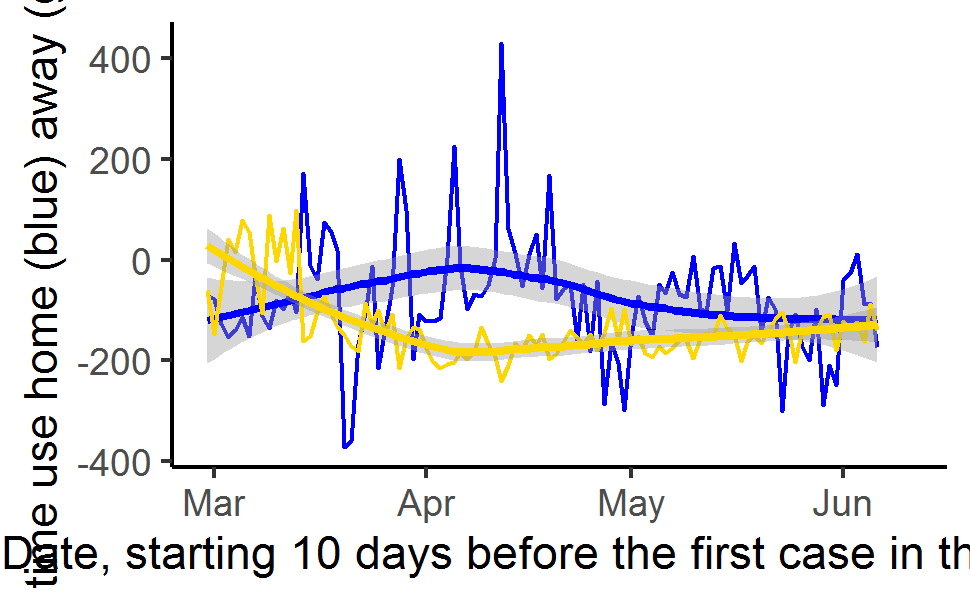 time use home (blue) away (
400
200
0
-200
-400
Mar Apr May Jun
Date, starting 10 days before the first case in